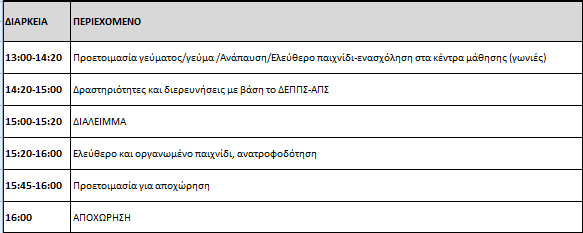 ΔΙΑΡΚΕΙΑ ΠΕΡΙΕΧΟΜΕΝΟ
13:00-14:20 Προετοιμασία γεύματος/γεύμα /Ανάπαυση/Ελεύθερο παιχνίδι-ενασχόληση στα κέντρα μάθησης (γωνιές)
14:20-15:00 Δραστηριότητες και διερευνήσεις με βάση το ΔΕΠΠΣ-ΑΠΣ
15:00-15:20 ΔΙΑΛΕΙΜΜΑ
15:20-16:00 Ελεύθερο και οργανωμένο παιχνίδι, ανατροφοδότηση
15:45-16:00 Προετοιμασία για αποχώρηση
16:00 ΑΠΟΧΩΡΗΣΗ